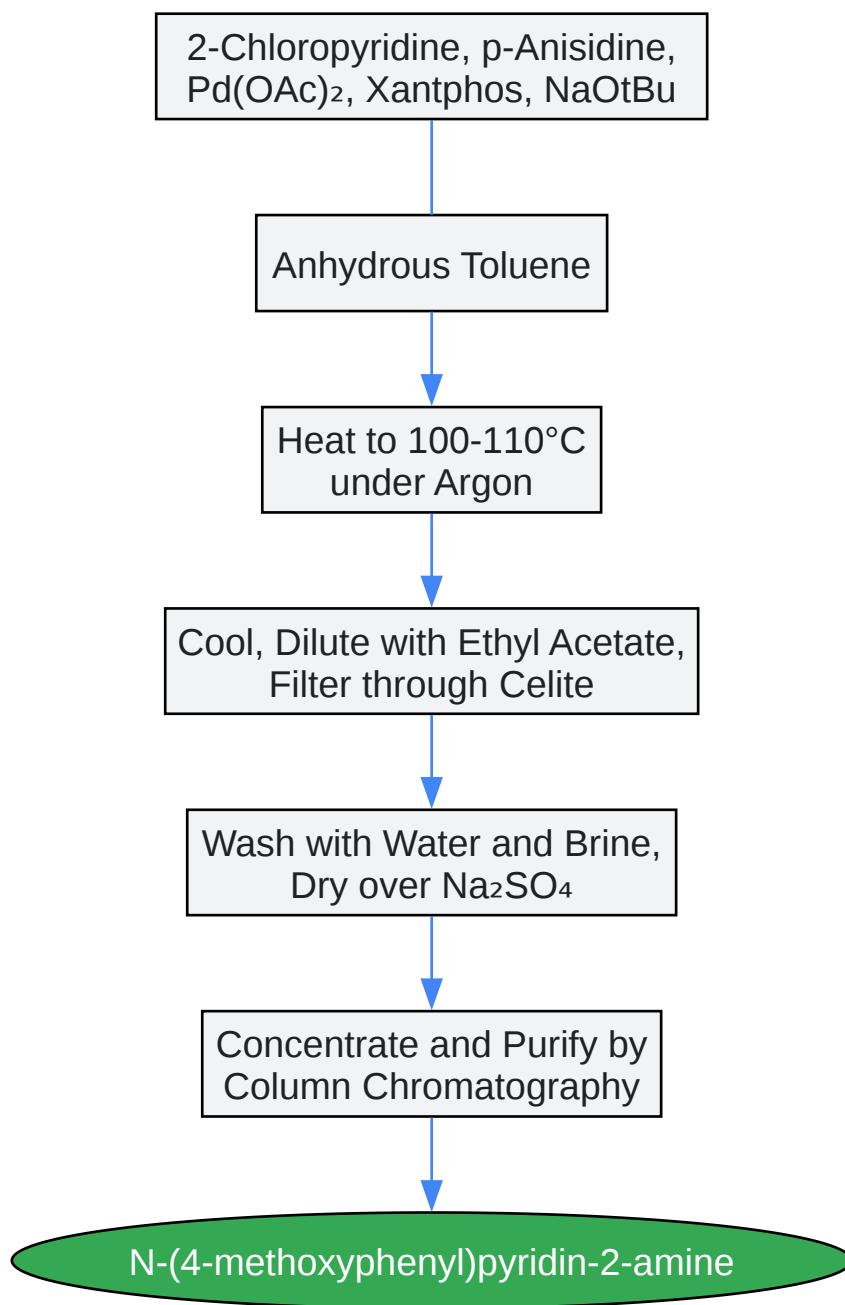 2-Chloropyridine, p-Anisidine,
Pd(OAc)₂, Xantphos, NaOtBu
Anhydrous Toluene
Heat to 100-110°C
under Argon
Cool, Dilute with Ethyl Acetate,
Filter through Celite
Wash with Water and Brine,
Dry over Na₂SO₄
Concentrate and Purify by
Column Chromatography
N-(4-methoxyphenyl)pyridin-2-amine